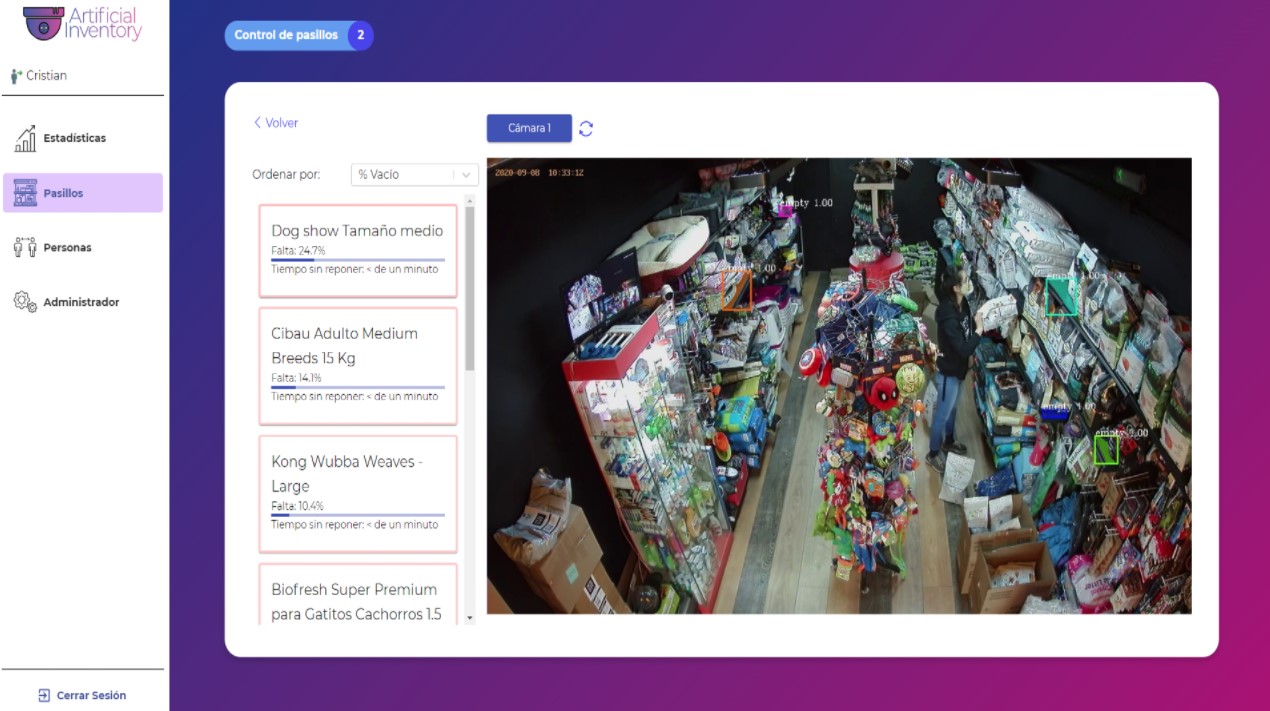 Artificial
Inventory
Cristian
Estadísticas
Pasillos
Personas
Administrador
Cerrar Sesión
Control de pasillos 2
Volver
Ordenar por: % Vacío
Dog show Tamaño medio
Falta: 24.7%
Tiempo sin reponer: < de un minuto
Cibau Adulto Medium
Breeds 15 Kg
Falta: 14.1%
Tiempo sin reponer: < de un minuto
Kong Wubba Weaves -
Large
Falta: 10.4%
Tiempo sin reponer: < de un minuto
Biofresh Super Premium
para Gatitos Cachorros 1.5
Cámara 1
2020-09-08 10:33:12
empty 1.00
empty 1.00
empty 1.00
empty 1.00
empty 1.00
MARVEL